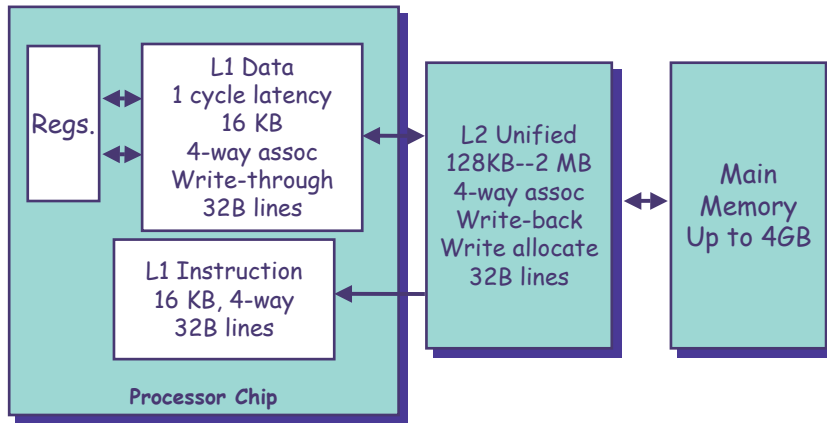 Regs.
L1 Data
1 cycle latency
16 KB
4-way assoc
Write-through
32B lines
L1 Instruction
16 KB, 4-way
32B lines
Processor Chip
L2 Unified
128KB--2 MB
4-way assoc
Write-back
Write allocate
32B lines
Main
Memory
Up to 4GB